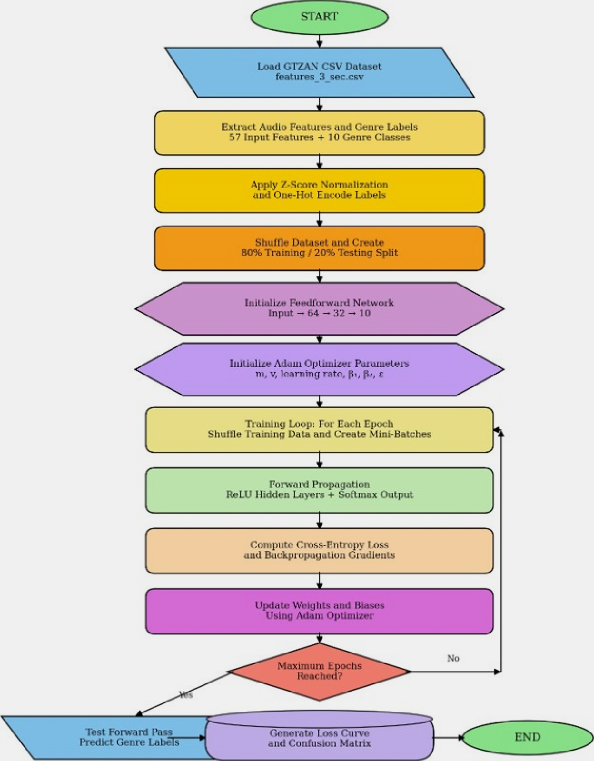 START
Load GTZAN CSV Dataset
features_3_sec.csv
Extract Audio Features and Genre Labels
57 Input Features + 10 Genre Classes
Apply Z-Score Normalization
and One-Hot Encode Labels
Shuffle Dataset and Create
80% Training / 20% Testing Split
Initialize Feedforward Network
Input → 64 → 32 → 10
Initialize Adam Optimizer Parameters
m, v, learning rate, β₁, β₂, ε
Training Loop: For Each Epoch
Shuffle Training Data and Create Mini-Batches
Forward Propagation
ReLU Hidden Layers + Softmax Output
Compute Cross-Entropy Loss
and Backpropagation Gradients
Update Weights and Biases
Using Adam Optimizer
Maximum Epochs
Reached?
No
Yes
Test Forward Pass
Predict Genre Labels
Generate Loss Curve
and Confusion Matrix
END